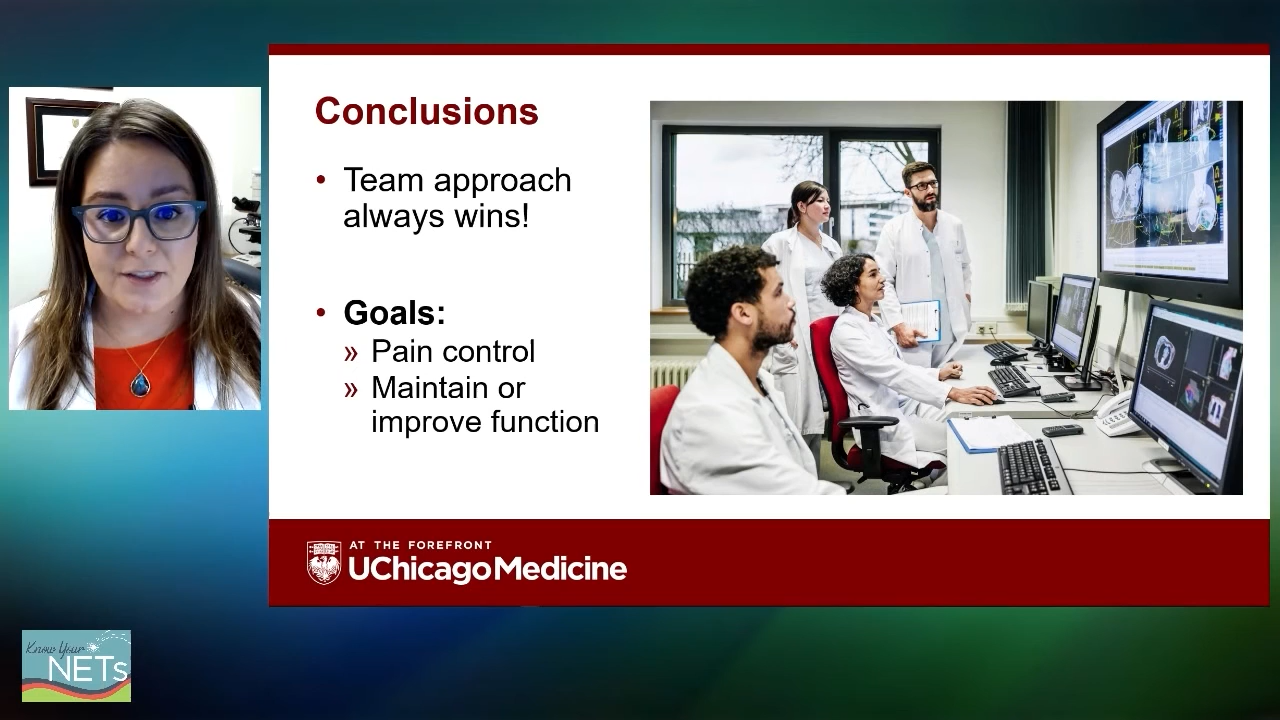 Conclusions
• Team approach
always wins!
• Goals:
» Pain control
» Maintain or
improve function
AT THE FOREFRONT
UChicagoMedicine
Know Your
NETs